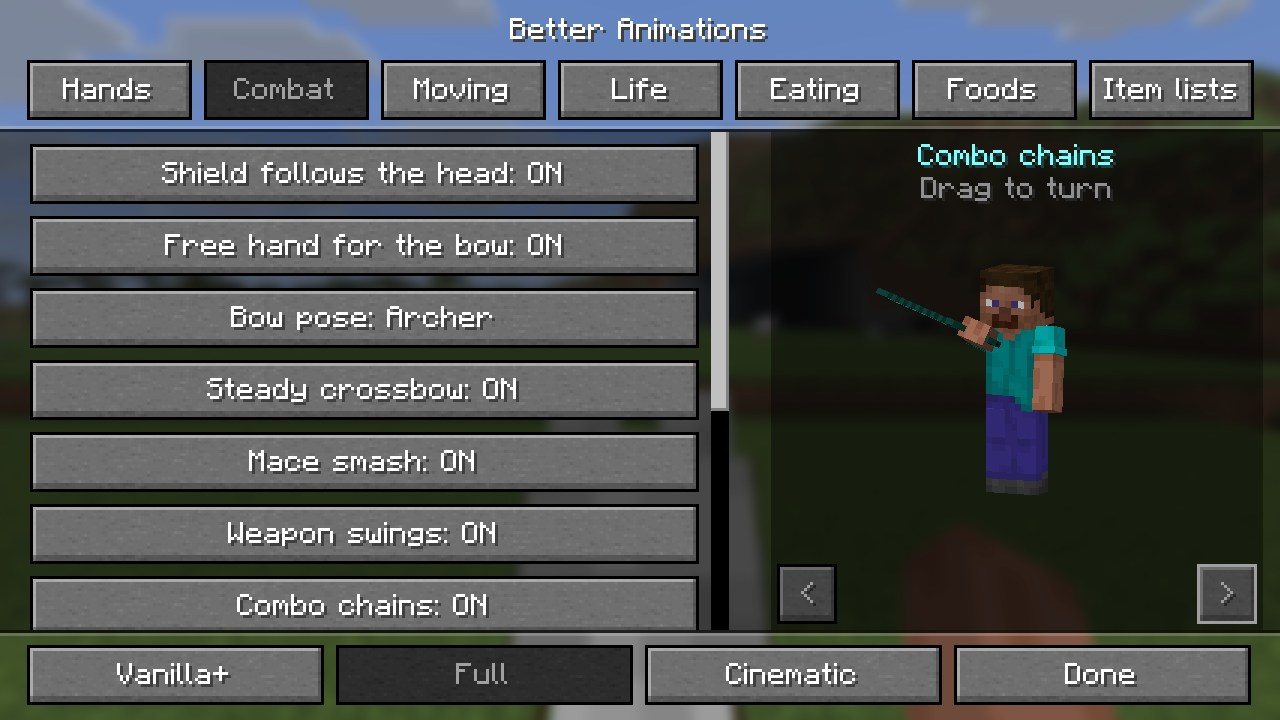 Better Animations
Hands
Combat
Moving
Life
Eating
Foods
Item lists
Shield follows the head: ON
Free hand for the bow: ON
Bow pose: Archer
Steady crossbow: ON
Mace smash: ON
Weapon swings: ON
Combo chains: ON
Combo chains
Drag to turn
<
>
Vanilla+
Full
Cinematic
Done